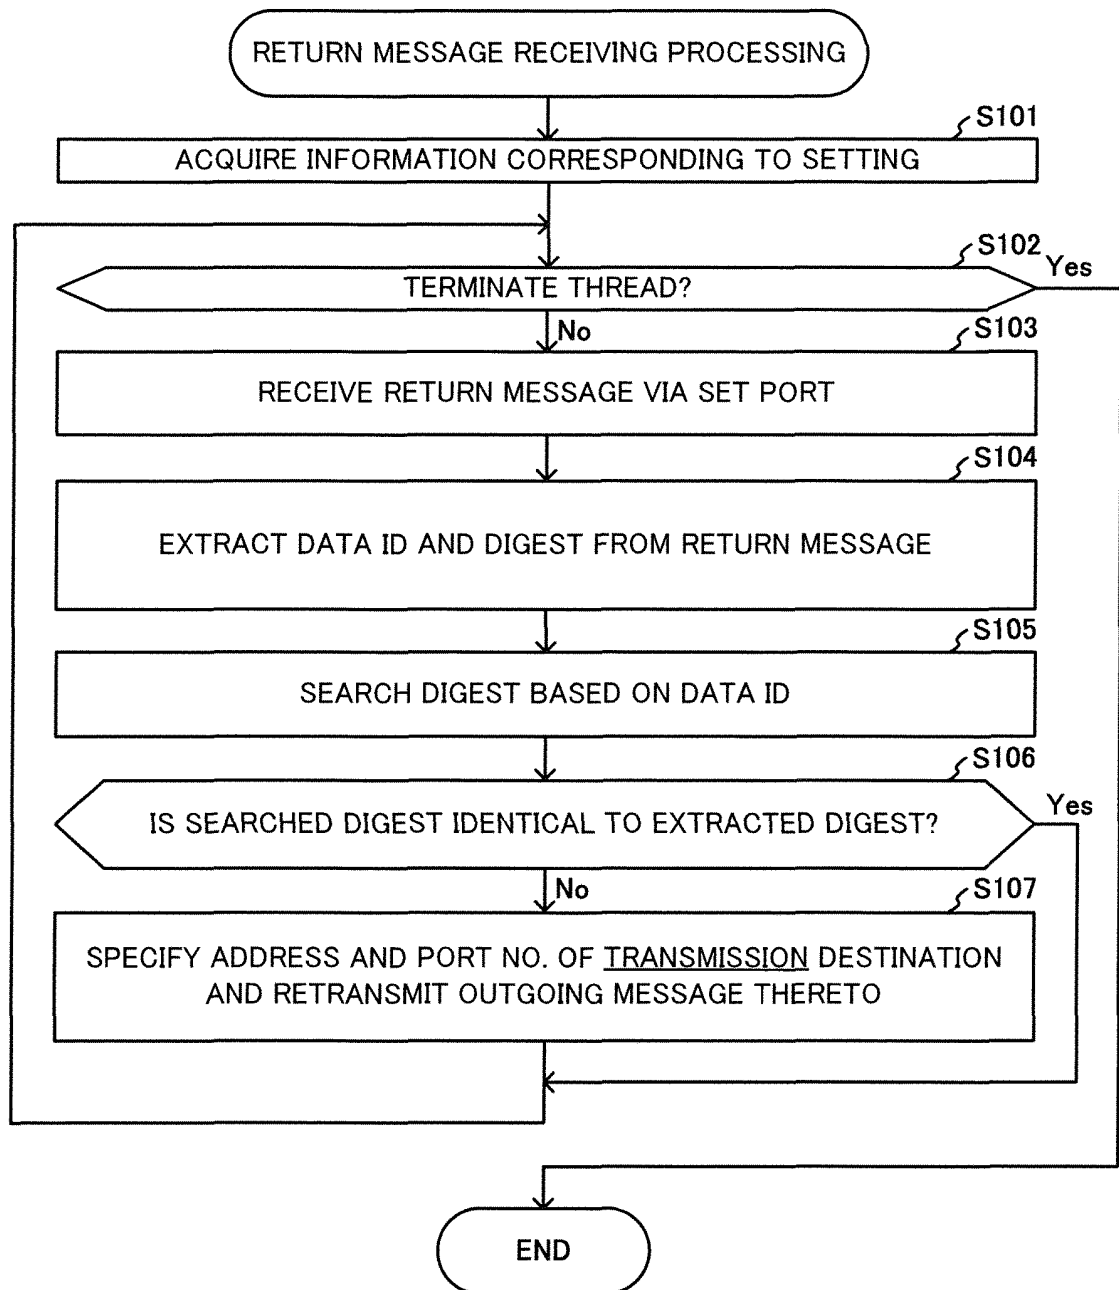 RETURN MESSAGE RECEIVING PROCESSING
S101
ACQUIRE INFORMATION CORRESPONDING TO SETTING
S102
TERMINATE THREAD?
Yes
No
S103
RECEIVE RETURN MESSAGE VIA SET PORT
S104
EXTRACT DATA ID AND DIGEST FROM RETURN MESSAGE
S105
SEARCH DIGEST BASED ON DATA ID
S106
IS SEARCHED DIGEST IDENTICAL TO EXTRACTED DIGEST?
Yes
No
S107
SPECIFY ADDRESS AND PORT NO. OF TRANSMISSION DESTINATION
AND RETRANSMIT OUTGOING MESSAGE THERETO
END